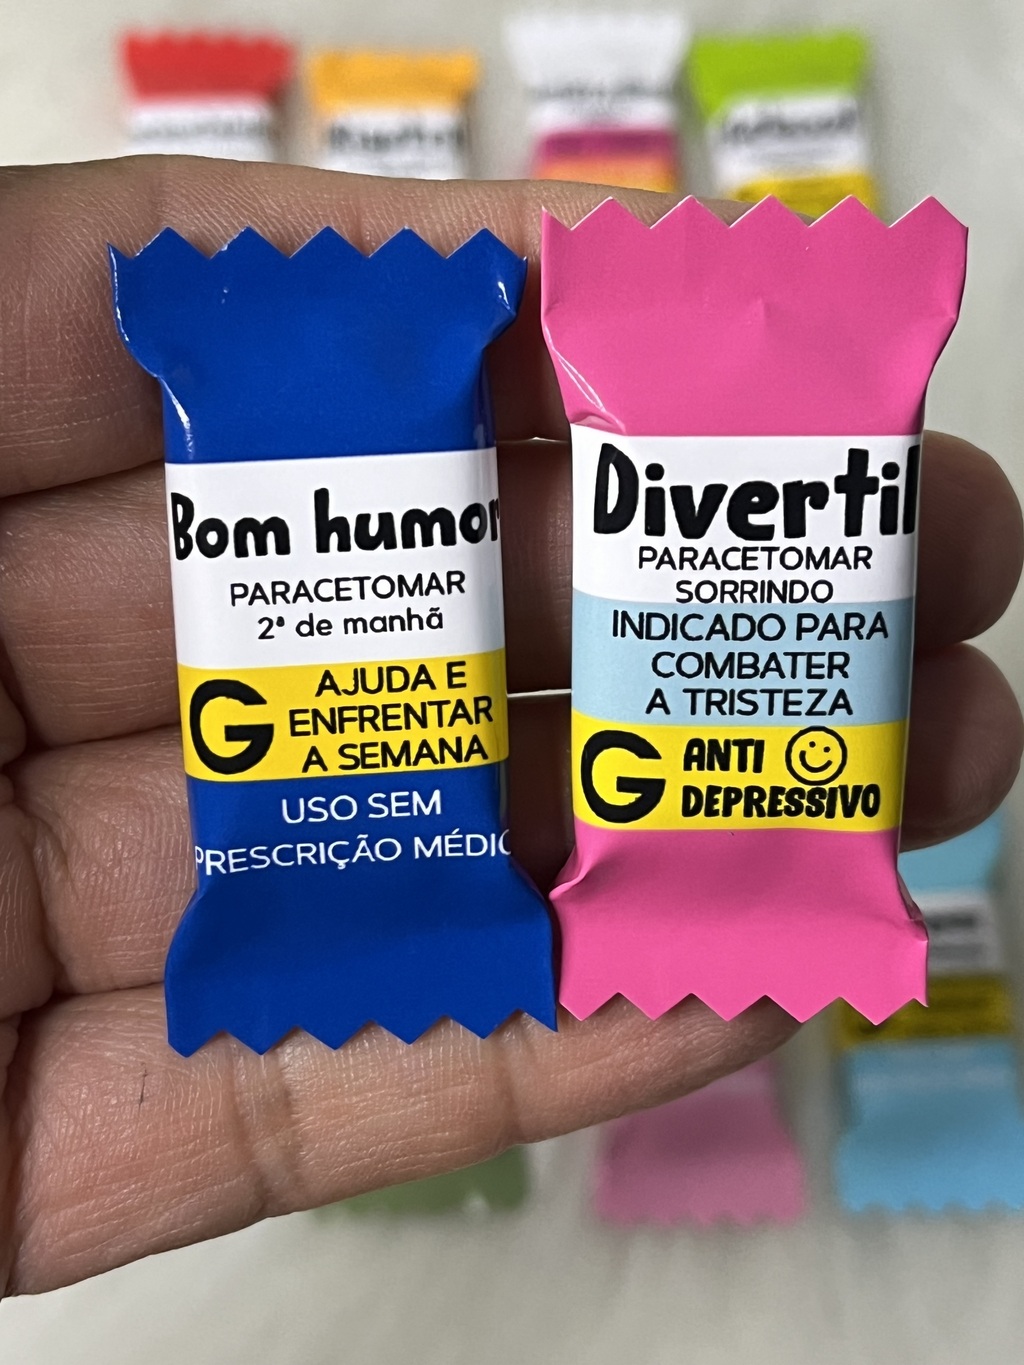 Bom humor
PARACETOMAR
2ª de manhã
G
AJUDA E
ENFRENTAR
A SEMANA
USO SEM
PRESCRIÇÃO MÉDIC
Divertil
PARACETOMAR
SORRINDO
INDICADO PARA
COMBATER
A TRISTEZA
G
ANTI
DEPRESSIVO